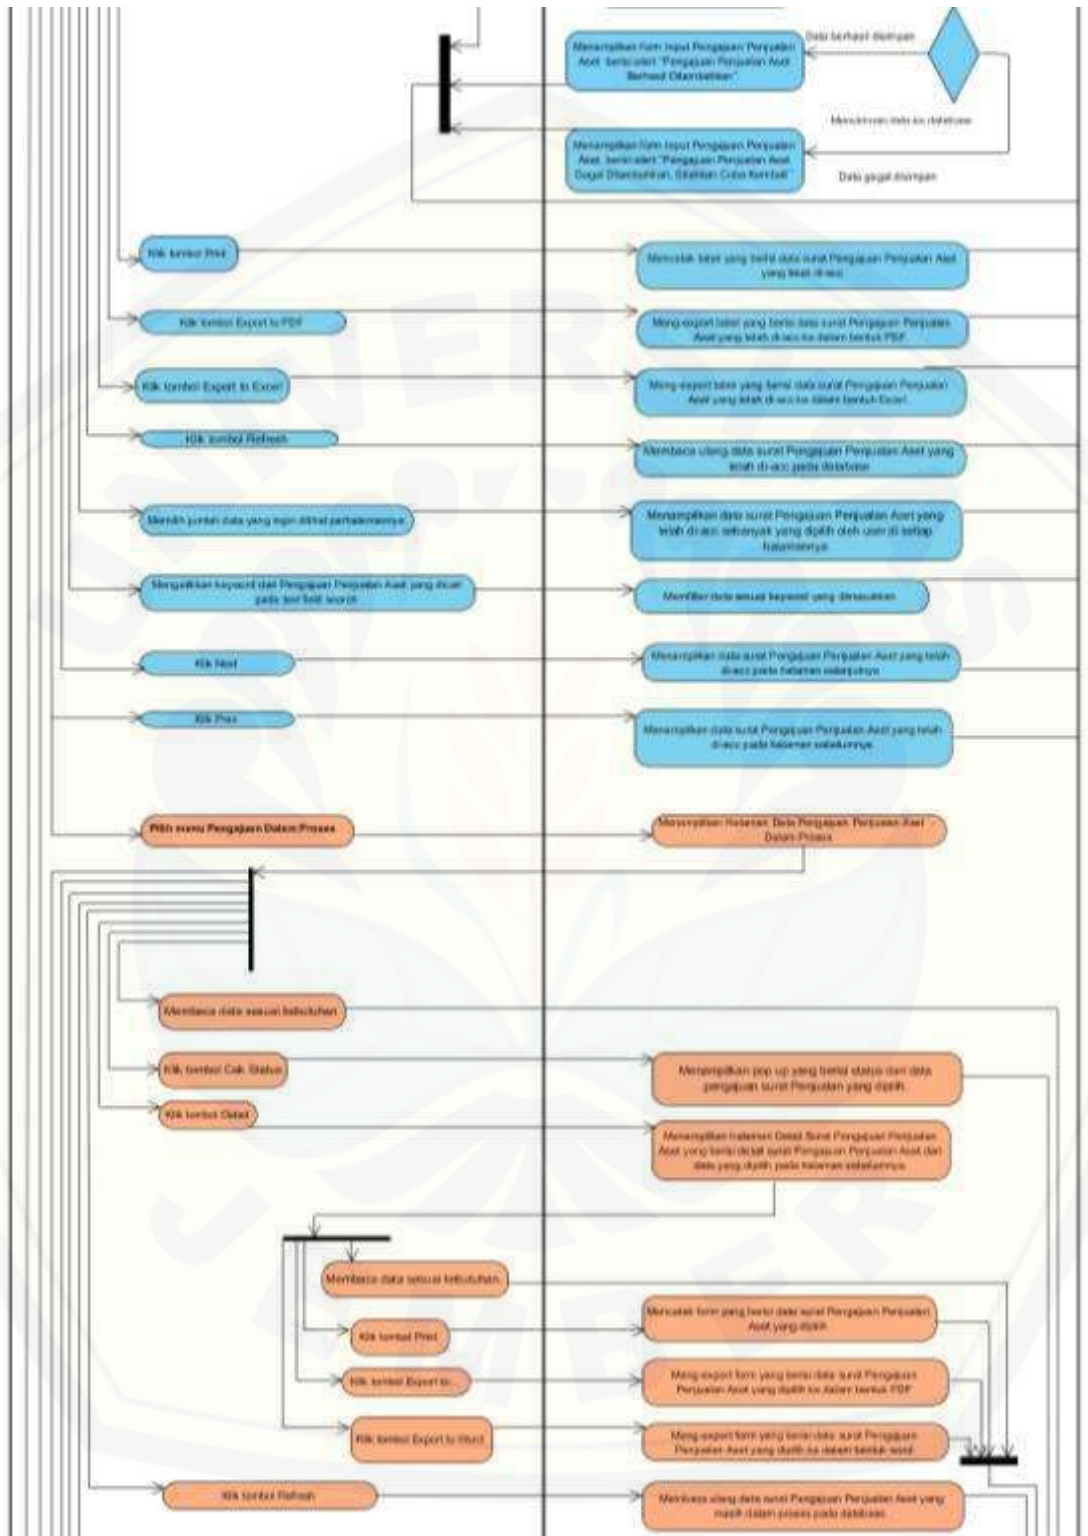 Data berhasil disimpan
Menampilkan form Input Pengajuan Penjualan
Aset berisi alert "Pengajuan Penjualan Aset
Berhasil Ditambahkan"
Menyimpan data ke database
Menampilkan form Input Pengajuan Penjualan
Aset, berisi alert "Pengajuan Penjualan Aset
Gagal Ditambahkan, Silahkan Coba Kembali"
Data gagal disimpan
Klik tombol Print
Mencetak tabel yang berisi data surat Pengajuan Penjualan Aset
yang telah di-acc
Klik tombol Export to PDF
Meng-export tabel yang berisi data surat Pengajuan Penjualan
Aset yang telah di-acc ke dalam bentuk PDF
Klik tombol Export to Excel
Meng-export tabel yang berisi data surat Pengajuan Penjualan
Aset yang telah di-acc ke dalam bentuk Excel
Klik tombol Refresh
Membaca ulang data surat Pengajuan Penjualan Aset yang
telah di-acc pada database
Memilih jumlah data yang ingin dilihat perhalamannya
Menampilkan data surat Pengajuan Penjualan Aset yang
telah di-acc sebanyak yang dipilih oleh user di setiap
halamannya
Mengetikkan keyword dari Pengajuan Penjualan Aset yang dicari
pada text field search
Memfilter data sesuai keyword yang dimasukkan
Klik Next
Menampilkan data surat Pengajuan Penjualan Aset yang telah
di-acc pada halaman selanjutnya
Klik Prev
Menampilkan data surat Pengajuan Penjualan Aset yang telah
di-acc pada halaman sebelumnya
Pilih menu Pengajuan Dalam Proses
Menampilkan Halaman Data Pengajuan Penjualan Aset
Dalam Proses
Membaca data sesuai kebutuhan
Klik tombol Cek Status
Menampilkan pop up yang berisi status dari data
pengajuan surat Penjualan yang dipilih
Klik tombol Detail
Menampilkan halaman Detail Surat Pengajuan Penjualan
Aset yang berisi detail surat Pengajuan Penjualan Aset dari
data yang dipilih pada halaman sebelumnya
Membaca data sesuai kebutuhan
Klik tombol Print
Mencetak form yang berisi data surat Pengajuan Penjualan
Aset yang dipilih
Klik tombol Export to...
Meng-export form yang berisi data surat Pengajuan
Penjualan Aset yang dipilih ke dalam bentuk PDF
Klik tombol Export to Word
Meng-export form yang berisi data surat Pengajuan
Penjualan Aset yang dipilih ke dalam bentuk word
Klik tombol Refresh
Membaca ulang data surat Pengajuan Penjualan Aset yang
masih dalam proses pada database